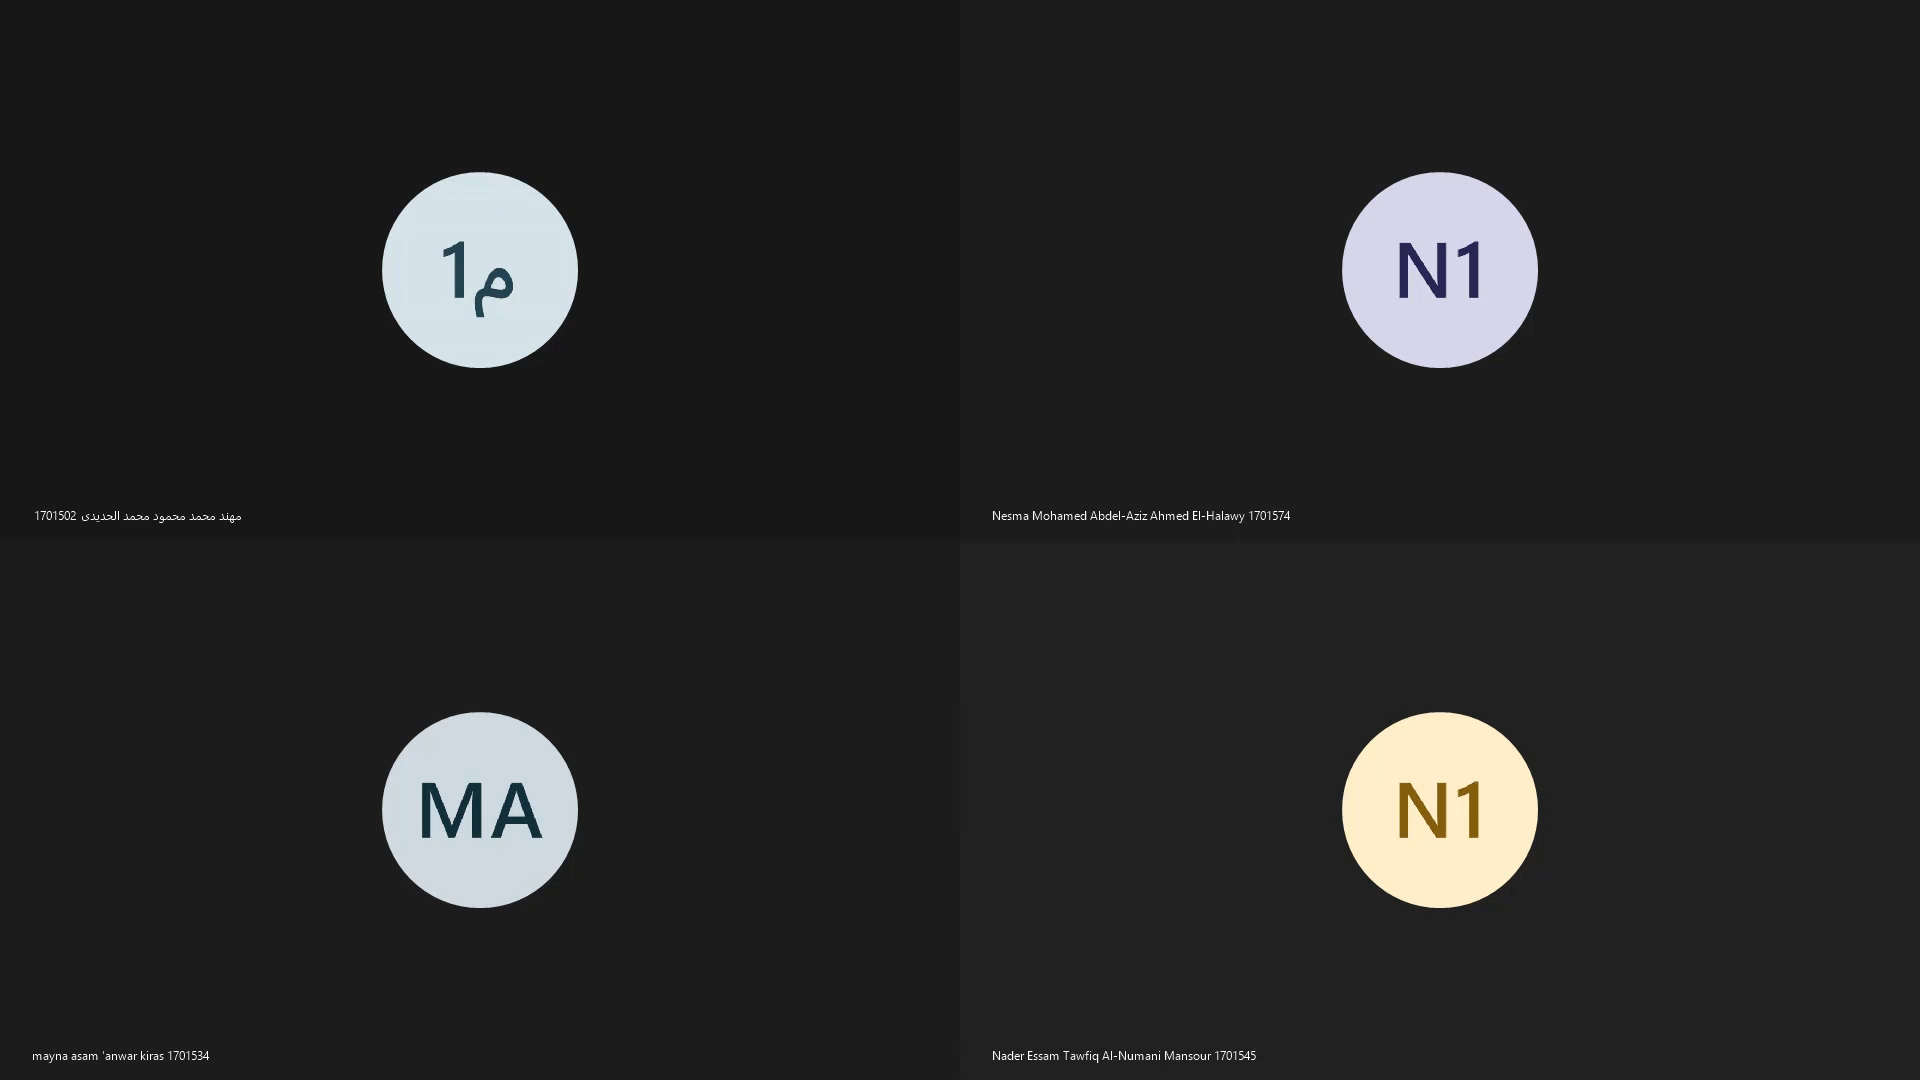 م1
N1
مهند محمد محمود محمد الحديدى 1701502
Nesma Mohamed Abdel-Aziz Ahmed El-Halawy 1701574
MA
N1
mayna asam 'anwar kiras 1701534
Nader Essam Tawfiq Al-Numani Mansour 1701545